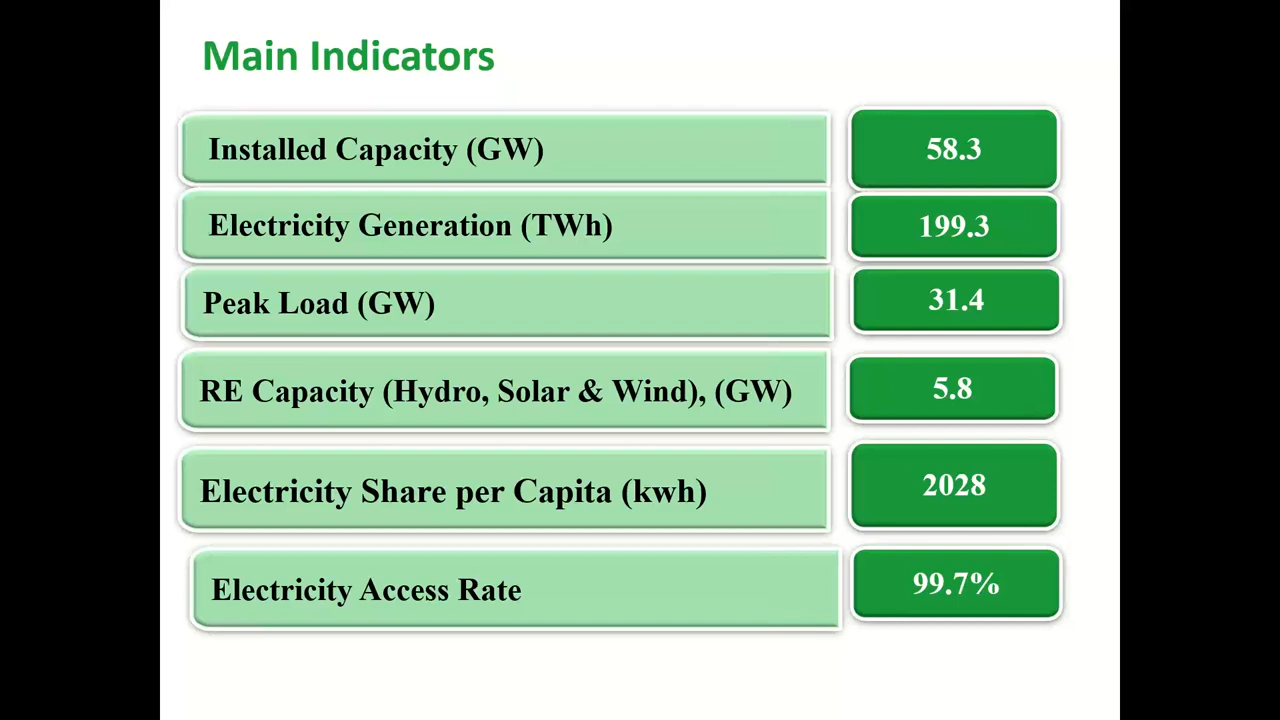 Main Indicators
Installed Capacity (GW) 58.3
Electricity Generation (TWh) 199.3
Peak Load (GW) 31.4
RE Capacity (Hydro, Solar & Wind), (GW) 5.8
Electricity Share per Capita (kwh) 2028
Electricity Access Rate 99.7%